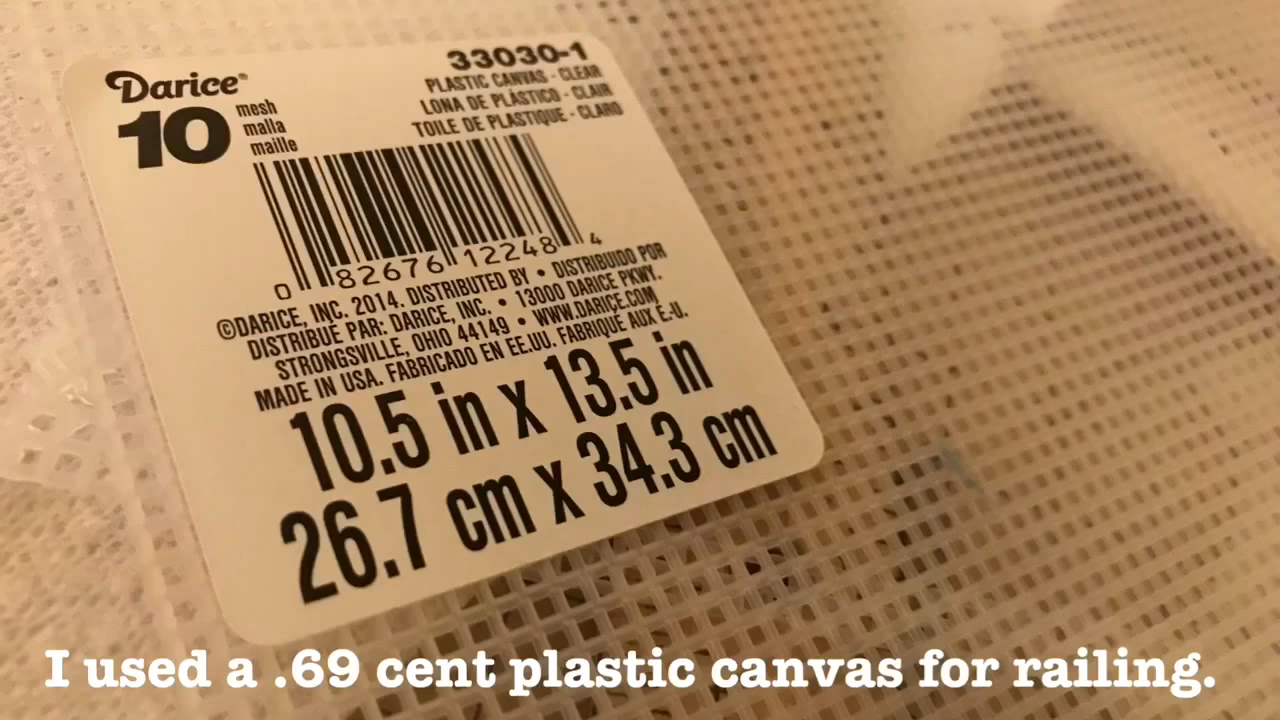 Darice®
10
mesh
malla
maille
33030-1
PLASTIC CANVAS - CLEAR
LONA DE PLÁSTICO - CLAIR
TOILE DE PLASTIQUE - CLARO
0 82676 12248 4
©DARICE, INC. 2014. DISTRIBUTED BY • DISTRIBUIDO POR
DISTRIBUÉ PAR: DARICE, INC. • 13000 DARICE PKWY.
STRONGSVILLE, OHIO 44149 • WWW.DARICE.COM
MADE IN USA. FABRICADO EN EE.UU. FABRIQUÉ AUX É.-U.
10.5 in x 13.5 in
26.7 cm x 34.3 cm
I used a .69 cent plastic canvas for railing.